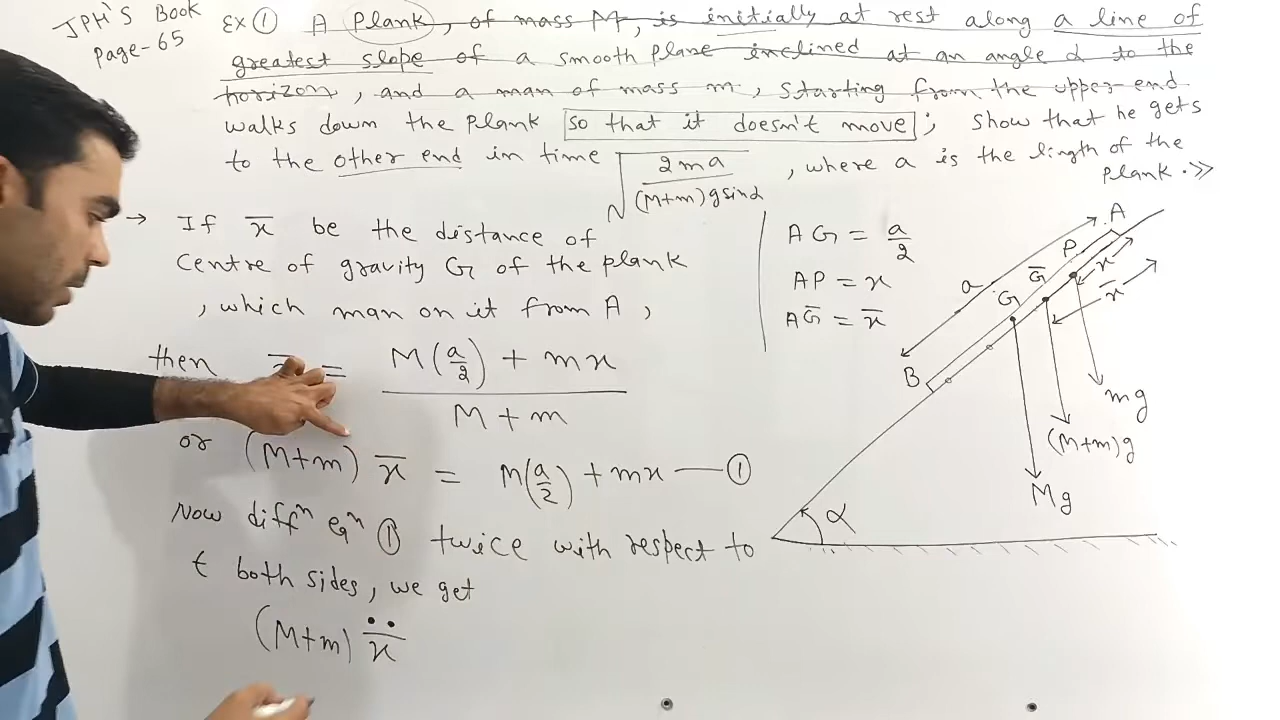 JPH'S Book
Page-65
Ex ① A Plank, of mass M, is initially at rest along a line of
greatest slope of a smooth plane inclined at an angle α to the
horizon, and a man of mass m, starting from the upper end
walks down the plank so that it doesn't move; show that he gets
to the other end in time √(2ma/(M+m)g sinα), where a is the length of the
plank.>>
→ If x̄ be the distance of
Centre of gravity G of the plank
, which man on it from A,
then x̄ = (M(a/2) + mx)/(M + m)
or (M+m) x̄ = M(a/2) + mx —— ①
Now diffⁿ eqⁿ ① twice with respect to
t both sides, we get
(M+m) ẍ̄
AG = a/2
AP = x
AḠ = x̄
A
P
x
x̄
Ḡ
G
a
B
mg
(M+m)g
Mg
α